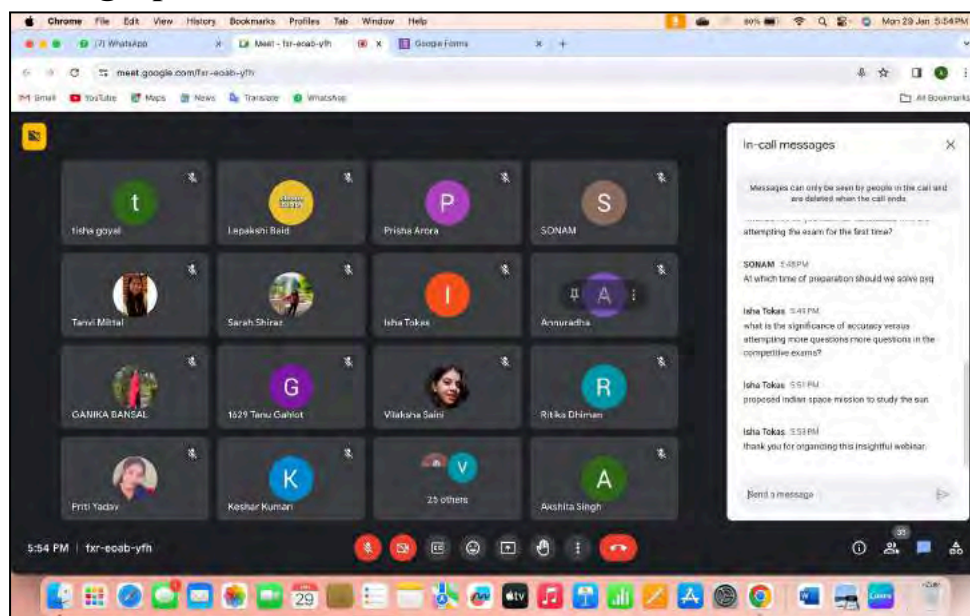 Chrome File Edit View History Bookmarks Profiles Tab Window Help
Mon 29 Jan 5:54PM
(7) WhatsApp
Meet - fxr-eoab-yfh
Google Forms
meet.google.com/fxr-eoab-yfh
Gmail YouTube Maps News Translate WhatsApp
All Bookmarks
In-call messages
Messages can only be seen by people in the call and
are deleted when the call ends
t
tisha goyal
Lepakshi Baid
P
Prisha Arora
S
SONAM
attempting the exam for the first time?
SONAM
At which time of preparation should we solve pyq
Tanvi Mittal
Sarah Shiraz
I
Isha Tokas
A
Annuradha
Isha Tokas 5:49 PM
what is the significance of accuracy versus
attempting more questions more questions in the
competitive exams?
GANIKA BANSAL
G
1629 Tanu Gahlot
Vilaksha Saini
R
Ritika Dhiman
Isha Tokas 5:51 PM
proposed indian space mission to study the sun
Isha Tokas 5:53 PM
thank you for organizing this insightful webinar.
Priti Yadav
K
Keshar Kumari
V
25 others
A
Akshita Singh
Send a message
5:54 PM | fxr-eoab-yfh
CC
JAN
29
tv